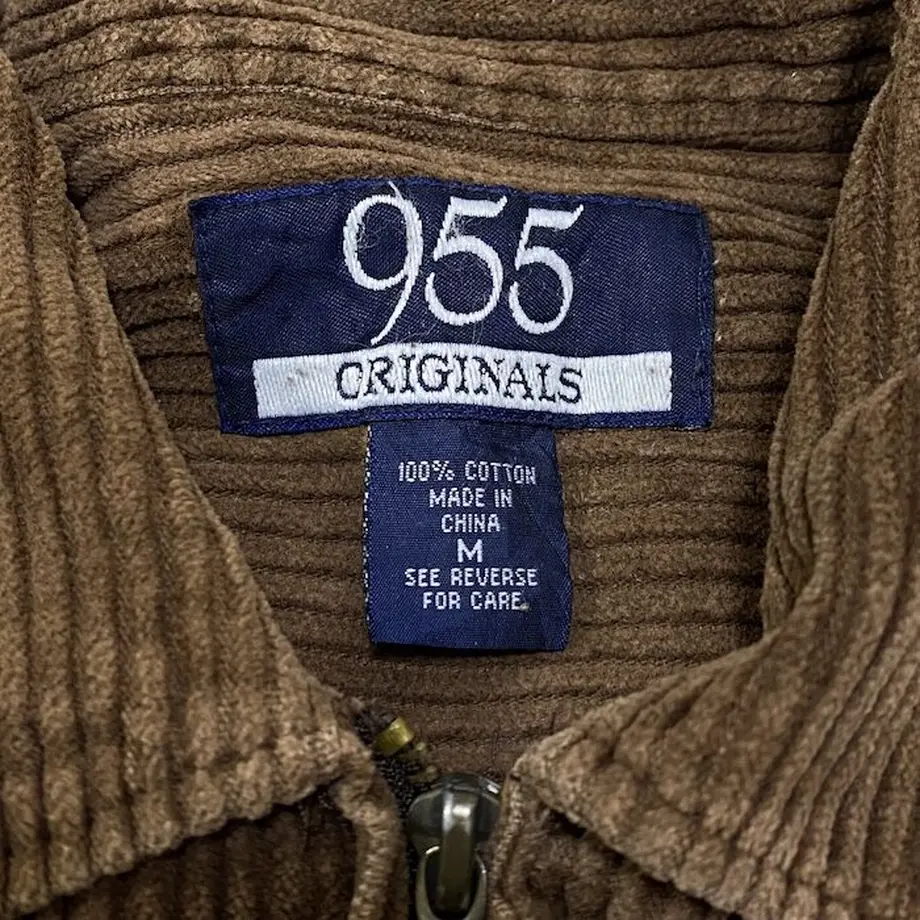 955
ORIGINALS
100% COTTON
MADE IN
CHINA
M
SEE REVERSE
FOR CARE.